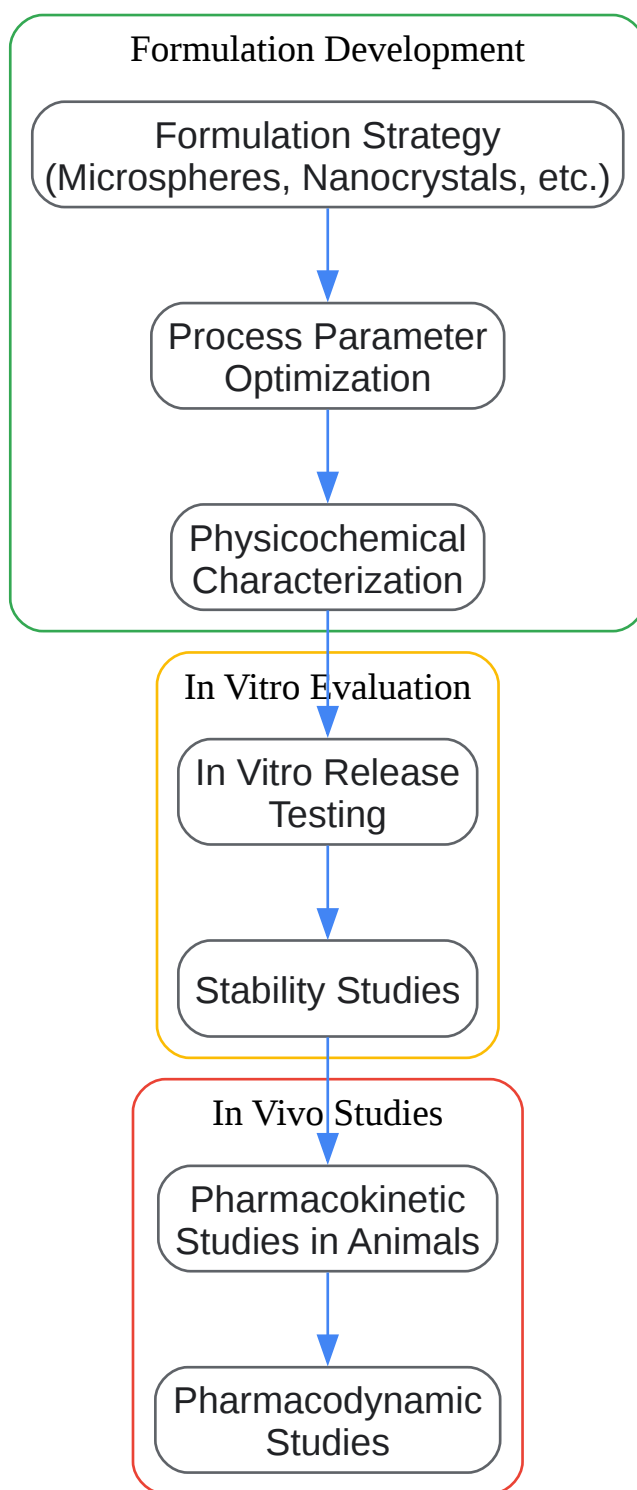 Formulation Development
Formulation Strategy
(Microspheres, Nanocrystals, etc.)
Process Parameter
Optimization
Physicochemical
Characterization
In Vitro Evaluation
In Vitro Release
Testing
Stability Studies
In Vivo Studies
Pharmacokinetic
Studies in Animals
Pharmacodynamic
Studies